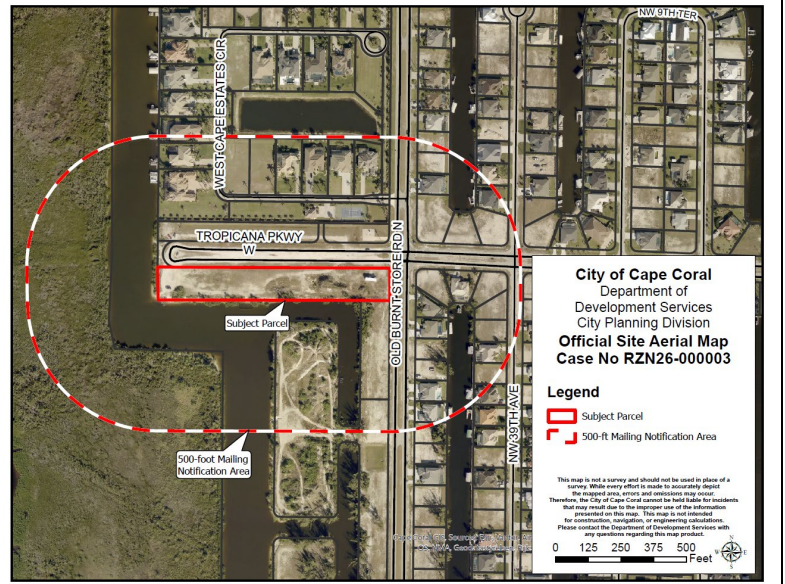 NW 9TH TER
WEST CAPE ESTATES CIR
TROPICANA PKWY
W
OLD BURNT STORE RD N
NW 39TH AVE
Subject Parcel
500-foot Mailing
Notification Area
City of Cape Coral
Department of
Development Services
City Planning Division
Official Site Aerial Map
Case No RZN26-000003
Legend
Subject Parcel
500-ft Mailing Notification Area
This map is not a survey and should not be used in place of a
survey. While every effort is made to accurately depict
the mapped area, errors and omissions may occur.
Therefore, the City of Cape Coral cannot be held liable for incidents
that may result due to the improper use of the information
presented on this map. This map is not intended
for construction, navigation, or engineering calculations.
Please contact the Department of Development Services with
any questions regarding this map product.
0 125 250 375 500
Feet
N
W E
S